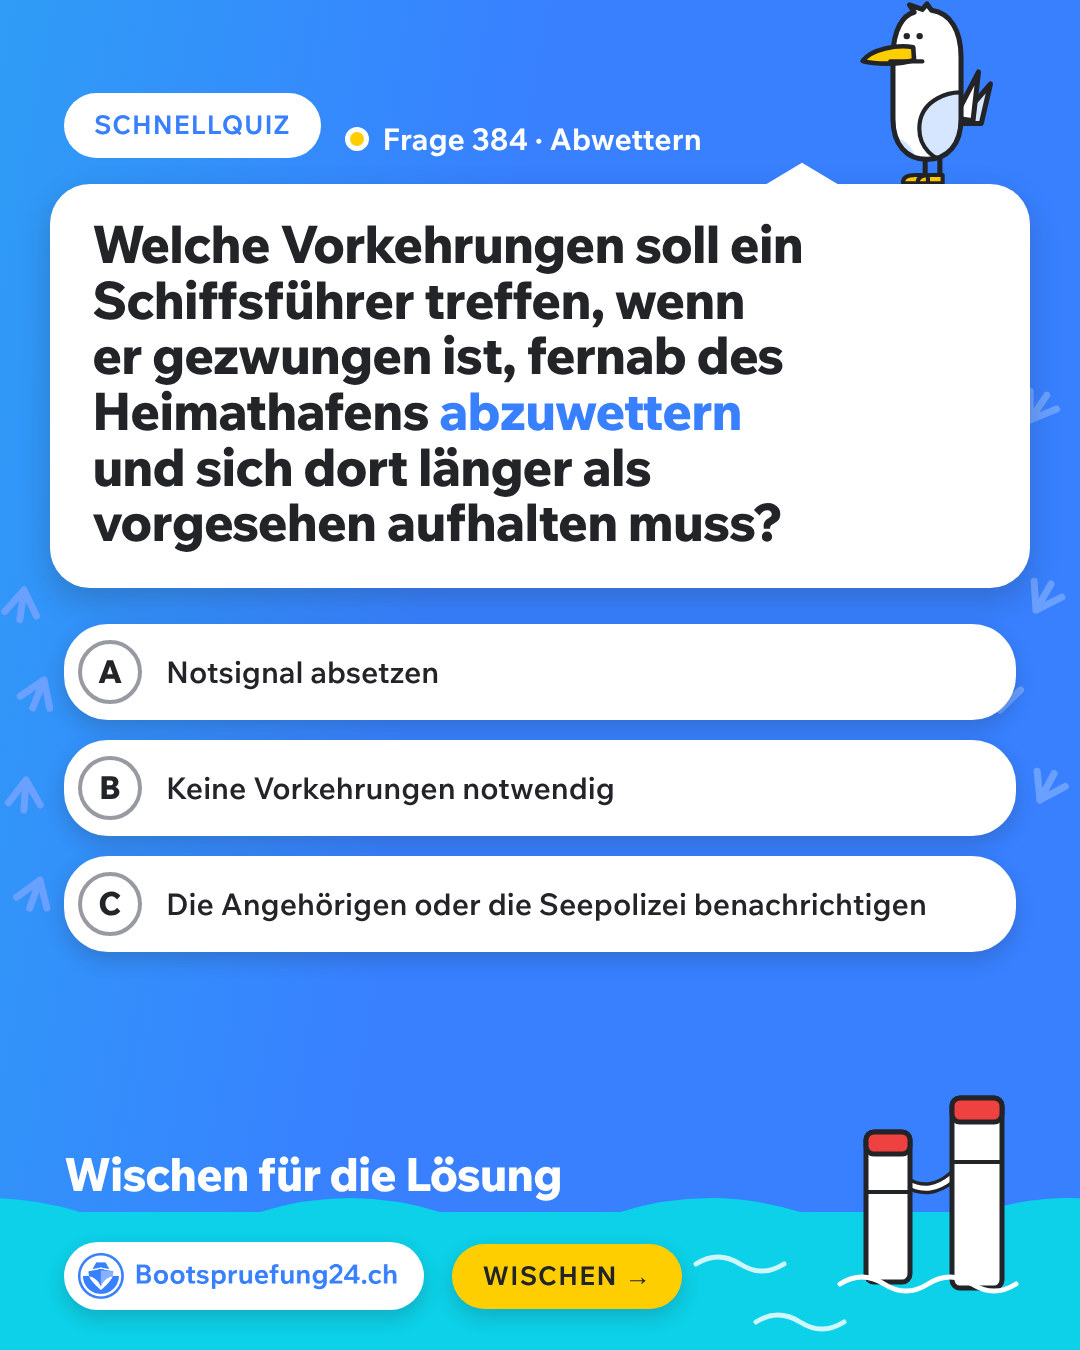 SCHNELLQUIZ
Frage 384 · Abwettern
Welche Vorkehrungen soll ein
Schiffsführer treffen, wenn
er gezwungen ist, fernab des
Heimathafens abzuwettern
und sich dort länger als
vorgesehen aufhalten muss?
A Notsignal absetzen
B Keine Vorkehrungen notwendig
C Die Angehörigen oder die Seepolizei benachrichtigen
Wischen für die Lösung
Bootspruefung24.ch
WISCHEN →